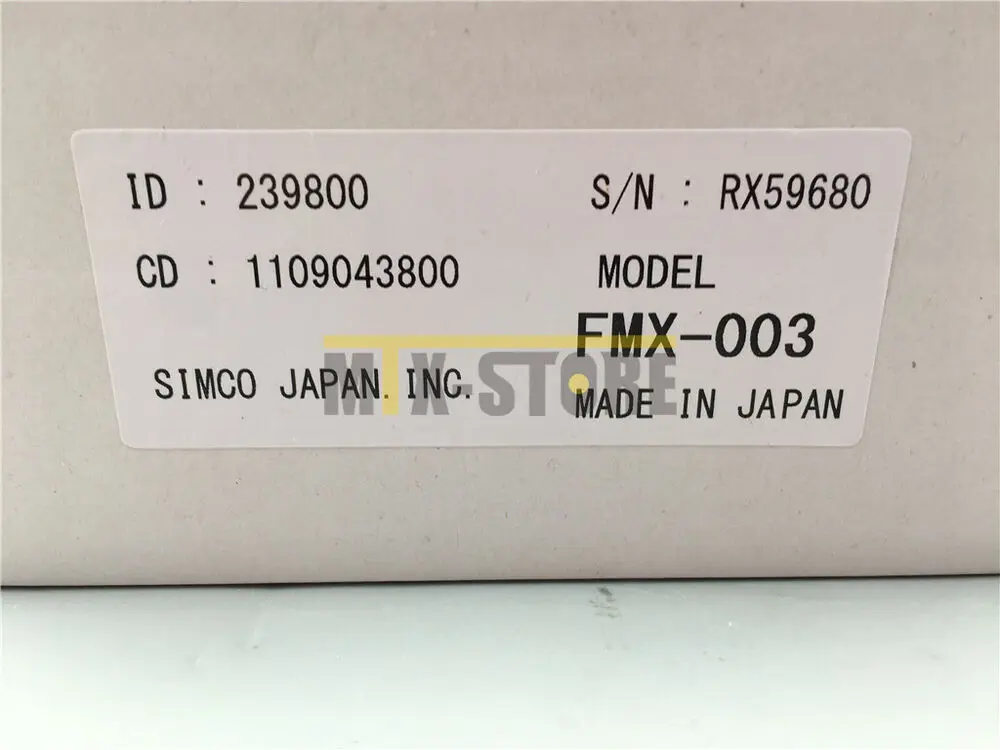 ID : 239800
S/N : RX59680
CD : 1109043800
MODEL
FMX-003
SIMCO JAPAN.INC.
MADE IN JAPAN
MTX-STORE